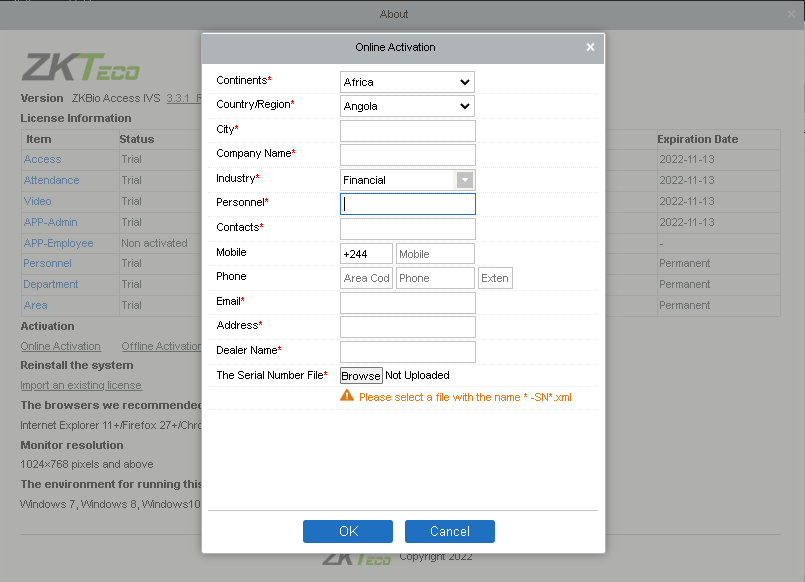 About
ZKTECO
Version ZKBio Access IVS 3.3.1_R
License Information
Item Status Expiration Date
Access Trial 2022-11-13
Attendance Trial 2022-11-13
Video Trial 2022-11-13
APP-Admin Trial 2022-11-13
APP-Employee Non activated -
Personnel Trial Permanent
Department Trial Permanent
Area Trial Permanent
Activation
Online Activation Offline Activation
Reinstall the system
Import an existing license
The browsers we recommended
Internet Explorer 11+/Firefox 27+/Chro
Monitor resolution
1024×768 pixels and above
The environment for running this
Windows 7, Windows 8, Windows10
Online Activation
Continents* Africa
Country/Region* Angola
City*
Company Name*
Industry* Financial
Personnel*
Contacts*
Mobile +244 Mobile
Phone Area Cod Phone Exten
Email*
Address*
Dealer Name*
The Serial Number File* Browse Not Uploaded
Please select a file with the name * -SN*.xml
OK Cancel
ZKTECO Copyright 2022